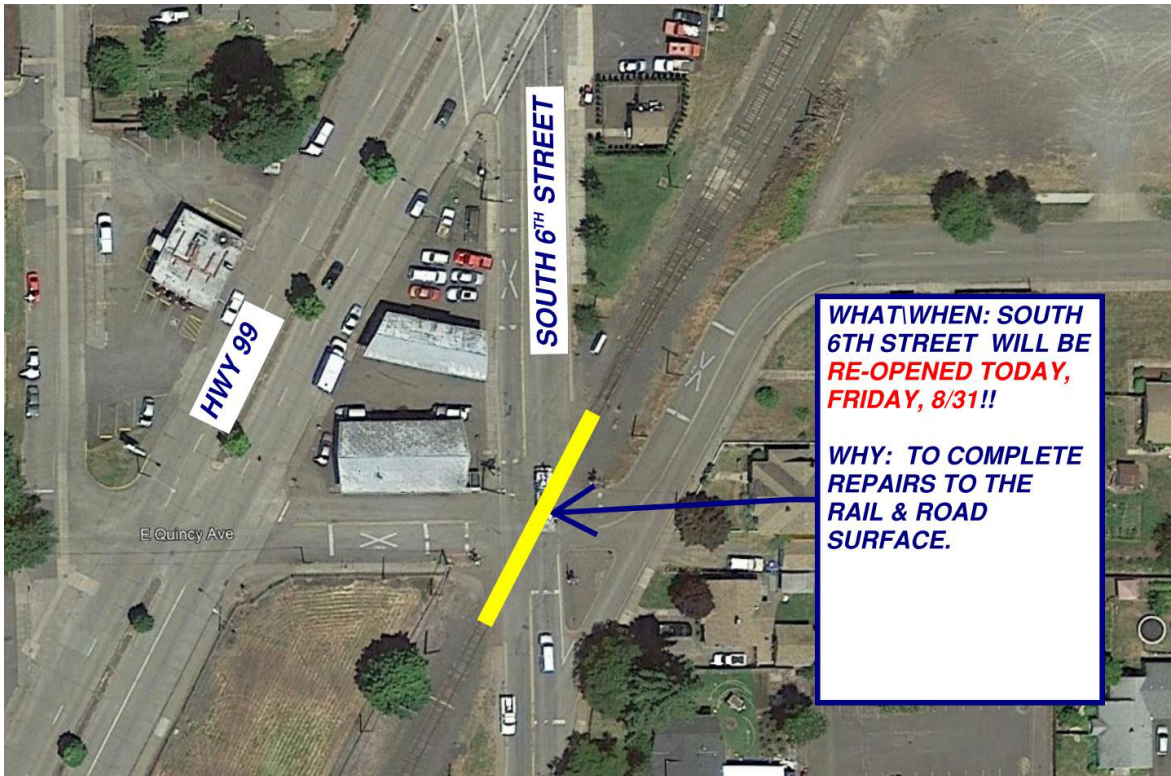 SOUTH 6TH STREET
HWY 99
WHAT\WHEN: SOUTH
6TH STREET WILL BE
RE-OPENED TODAY,
FRIDAY, 8/31!!
WHY: TO COMPLETE
REPAIRS TO THE
RAIL & ROAD
SURFACE.
E Quincy Ave